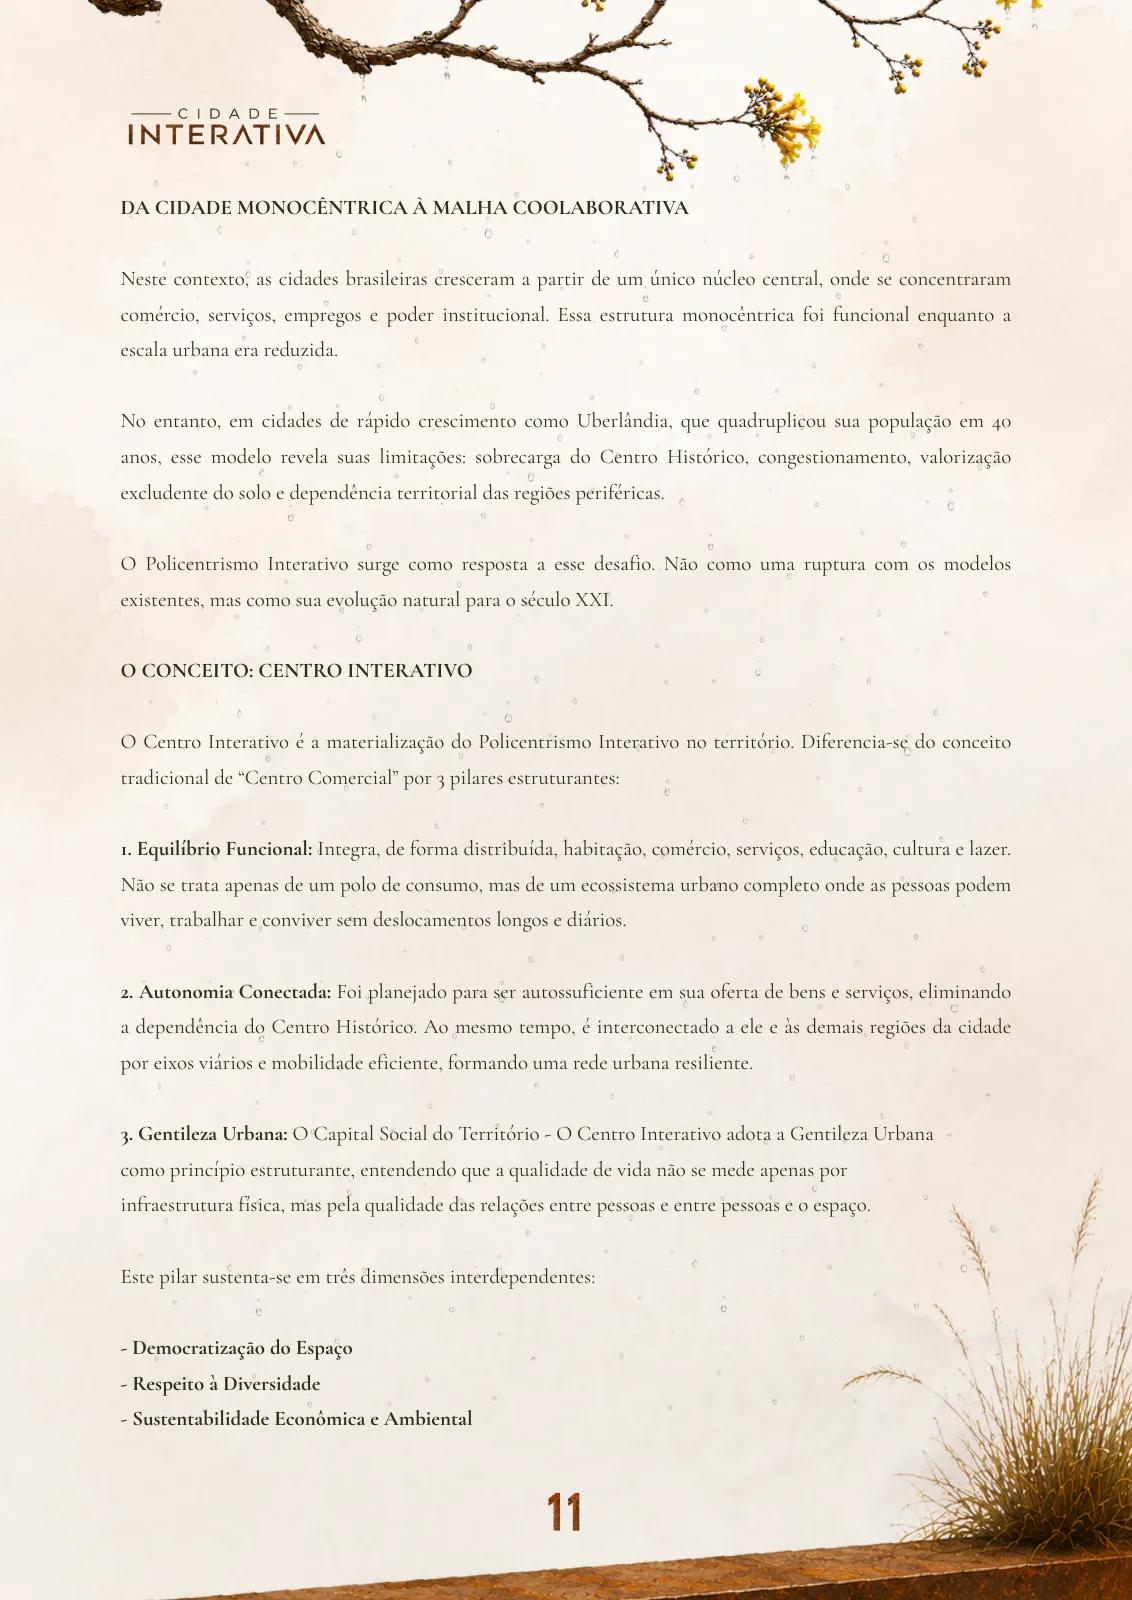 CIDADE
INTERATIVA
DA CIDADE MONOCÊNTRICA À MALHA COOLABORATIVA
Neste contexto, as cidades brasileiras cresceram a partir de um único núcleo central, onde se concentraram
comércio, serviços, empregos e poder institucional. Essa estrutura monocêntrica foi funcional enquanto a
escala urbana era reduzida.
No entanto, em cidades de rápido crescimento como Uberlândia, que quadruplicou sua população em 40
anos, esse modelo revela suas limitações: sobrecarga do Centro Histórico, congestionamento, valorização
excludente do solo e dependência territorial das regiões periféricas.
O Policentrismo Interativo surge como resposta a esse desafio. Não como uma ruptura com os modelos
existentes, mas como sua evolução natural para o século XXI.
O CONCEITO: CENTRO INTERATIVO
O Centro Interativo é a materialização do Policentrismo Interativo no território. Diferencia-se do conceito
tradicional de “Centro Comercial” por 3 pilares estruturantes:
1. Equilíbrio Funcional: Integra, de forma distribuída, habitação, comércio, serviços, educação, cultura e lazer.
Não se trata apenas de um polo de consumo, mas de um ecossistema urbano completo onde as pessoas podem
viver, trabalhar e conviver sem deslocamentos longos e diários.
2. Autonomia Conectada: Foi planejado para ser autossuficiente em sua oferta de bens e serviços, eliminando
a dependência do Centro Histórico. Ao mesmo tempo, é interconectado a ele e às demais regiões da cidade
por eixos viários e mobilidade eficiente, formando uma rede urbana resiliente.
3. Gentileza Urbana: O Capital Social do Território - O Centro Interativo adota a Gentileza Urbana
como princípio estruturante, entendendo que a qualidade de vida não se mede apenas por
infraestrutura física, mas pela qualidade das relações entre pessoas e entre pessoas e o espaço.
Este pilar sustenta-se em três dimensões interdependentes:
- Democratização do Espaço
- Respeito à Diversidade
- Sustentabilidade Econômica e Ambiental
11